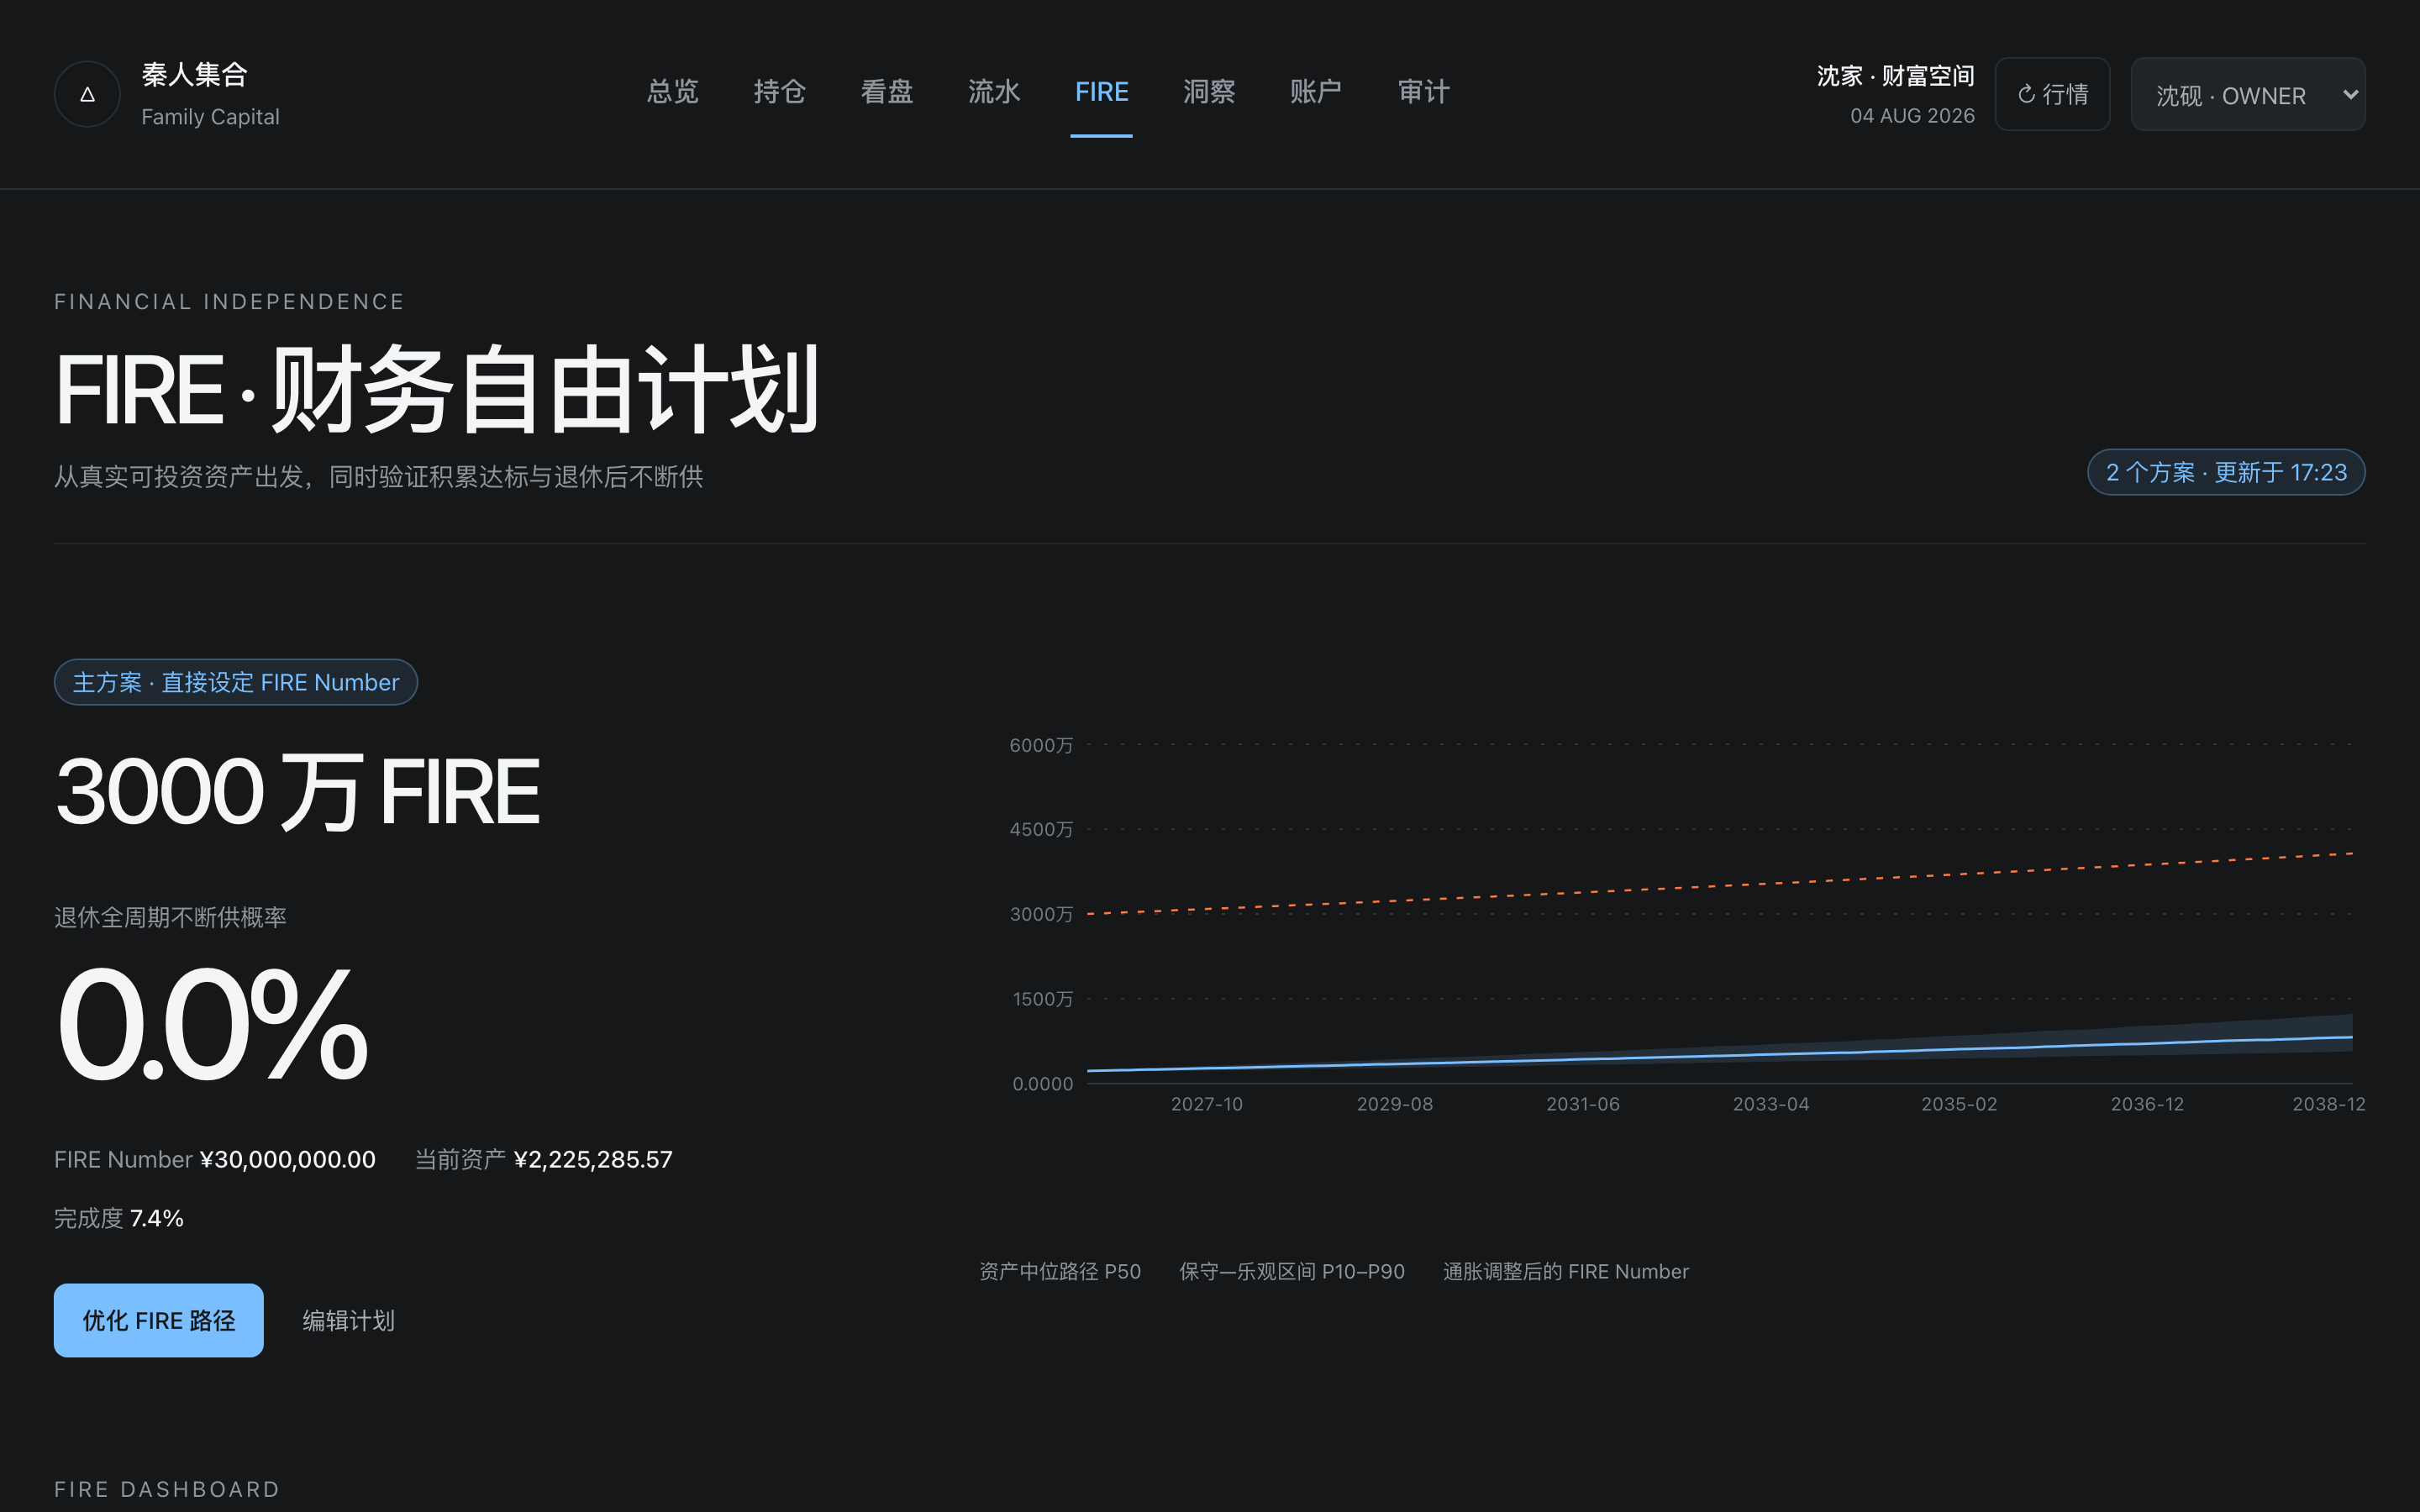 秦人集合
Family Capital
总览 持仓 看盘 流水 FIRE 洞察 账户 审计
沈家 · 财富空间
04 AUG 2026
行情
沈砚 · OWNER
FINANCIAL INDEPENDENCE
FIRE · 财务自由计划
从真实可投资资产出发，同时验证积累达标与退休后不断供
2 个方案 · 更新于 17:23
主方案 · 直接设定 FIRE Number
3000 万 FIRE
退休全周期不断供概率
0.0%
FIRE Number ¥30,000,000.00 当前资产 ¥2,225,285.57
完成度 7.4%
优化 FIRE 路径 编辑计划
6000万
4500万
3000万
1500万
0.0000
2027-10 2029-08 2031-06 2033-04 2035-02 2036-12 2038-12
资产中位路径 P50 保守—乐观区间 P10–P90 通胀调整后的 FIRE Number
FIRE DASHBOARD